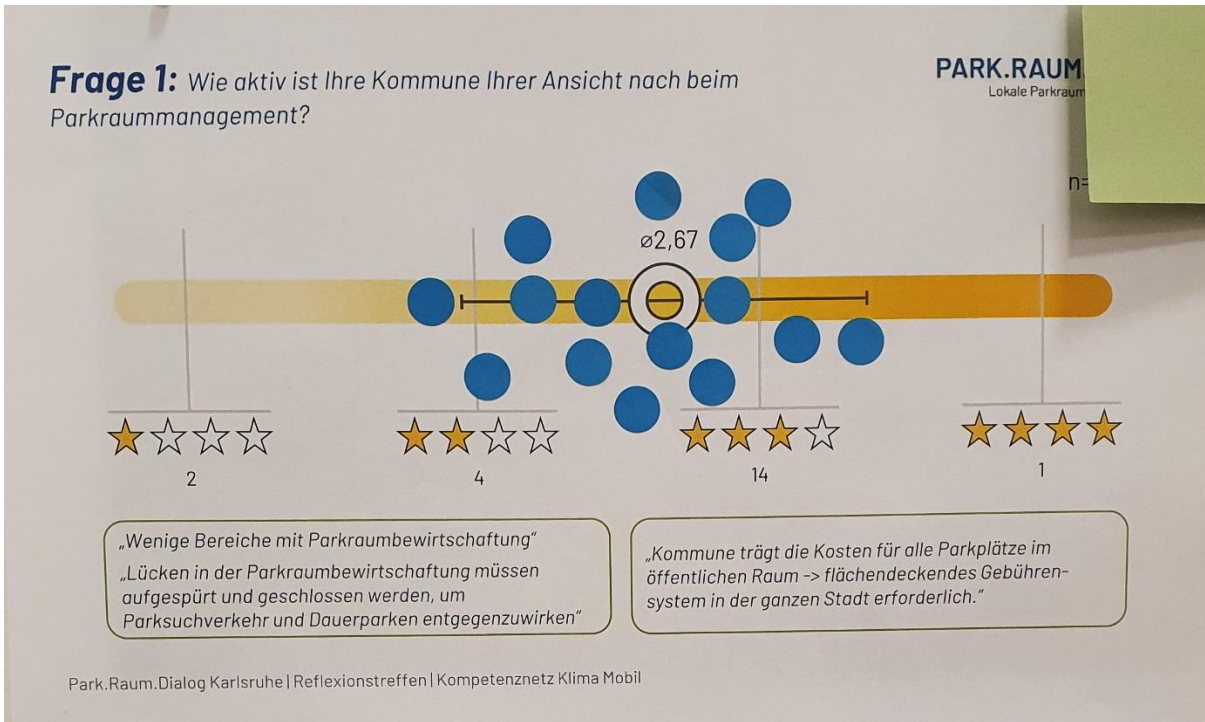 Frage 1: Wie aktiv ist Ihre Kommune Ihrer Ansicht nach beim
Parkraummanagement?
PARK.RAUM.
Lokale Parkraum
n=
ø2,67
2
4
14
1
„Wenige Bereiche mit Parkraumbewirtschaftung“
„Lücken in der Parkraumbewirtschaftung müssen
aufgespürt und geschlossen werden, um
Parksuchverkehr und Dauerparken entgegenzuwirken“
„Kommune trägt die Kosten für alle Parkplätze im
öffentlichen Raum -> flächendeckendes Gebühren-
system in der ganzen Stadt erforderlich.“
Park.Raum.Dialog Karlsruhe | Reflexionstreffen | Kompetenznetz Klima Mobil